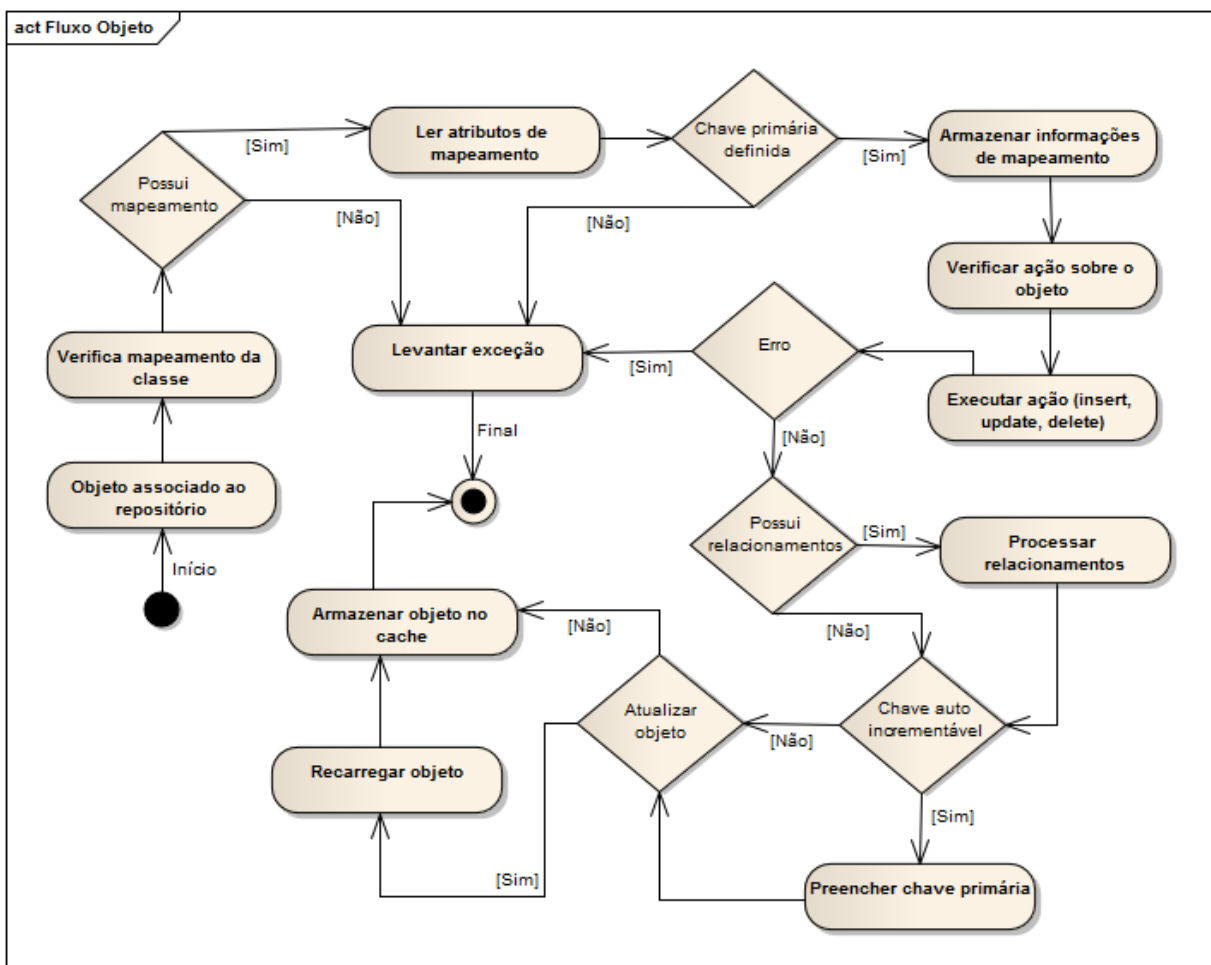 act Fluxo Objeto
Ler atributos de
mapeamento
Chave primária
definida
Armazenar informações
de mapeamento
[Sim]
[Sim]
Possui
mapeamento
[Não]
[Não]
Verificar ação sobre o
objeto
Verifica mapeamento da
classe
Levantar exceção
[Sim]
Erro
Executar ação (insert,
update, delete)
Final
[Não]
Objeto associado ao
repositório
Possui
relacionamentos
[Sim]
Processar
relacionamentos
Início
Armazenar objeto no
cache
[Não]
[Não]
Atualizar
objeto
Chave auto
incrementável
[Não]
Recarregar objeto
[Sim]
[Sim]
Preencher chave primária